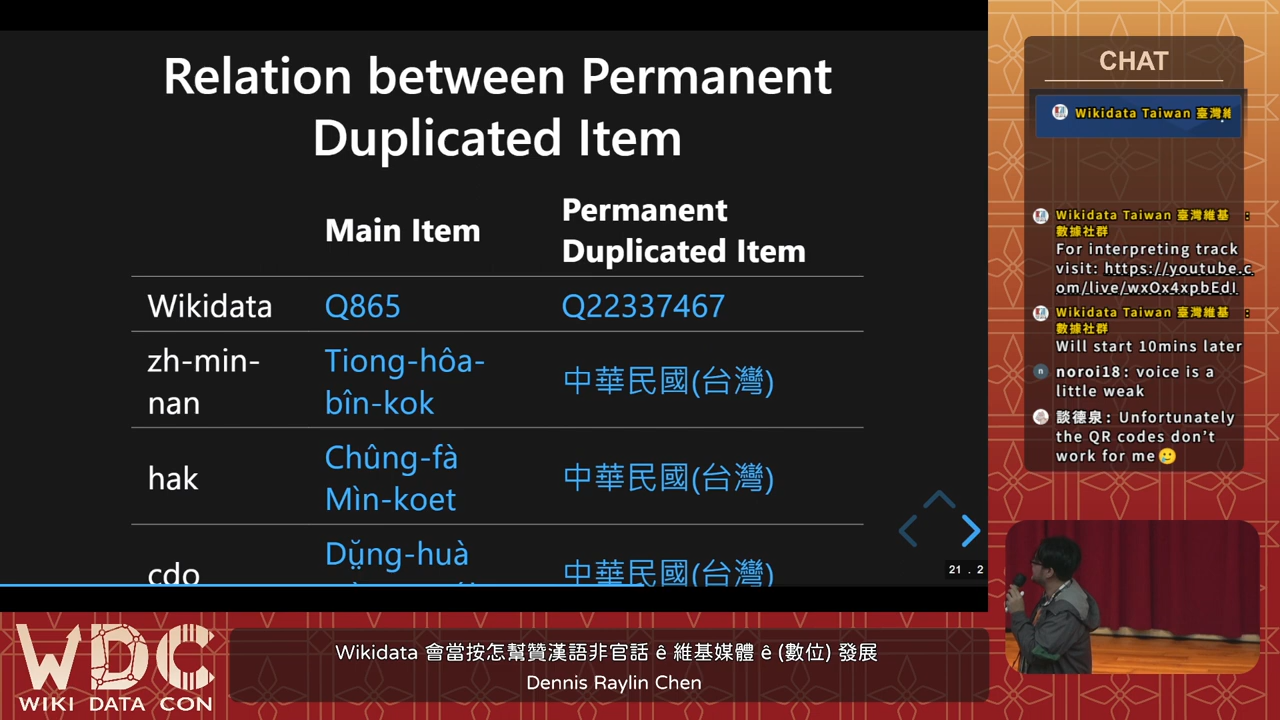 Relation between Permanent
Duplicated Item
Main Item
Permanent
Duplicated Item
Wikidata
Q865
Q22337467
zh-min-
nan
Tiong-hôa-
bîn-kok
中華民國(台灣)
hak
Chûng-fà
Mìn-koet
中華民國(台灣)
cdo
Dṳ̆ng-huà
中華民國(台灣)
21 . 2
CHAT
Wikidata Taiwan 臺灣維
Wikidata Taiwan 臺灣維基
數據社群
:
For interpreting track
visit: https://youtube.c
om/live/wxOx4xpbEdI
Wikidata Taiwan 臺灣維基
數據社群
:
Will start 10mins later
n noroi18: voice is a
little weak
談德泉: Unfortunately
the QR codes don't
work for me🥲
WDC
WIKI DATA CON
Wikidata 會當按怎幫贊漢語非官話 ê 維基媒體 ê (數位) 發展
Dennis Raylin Chen